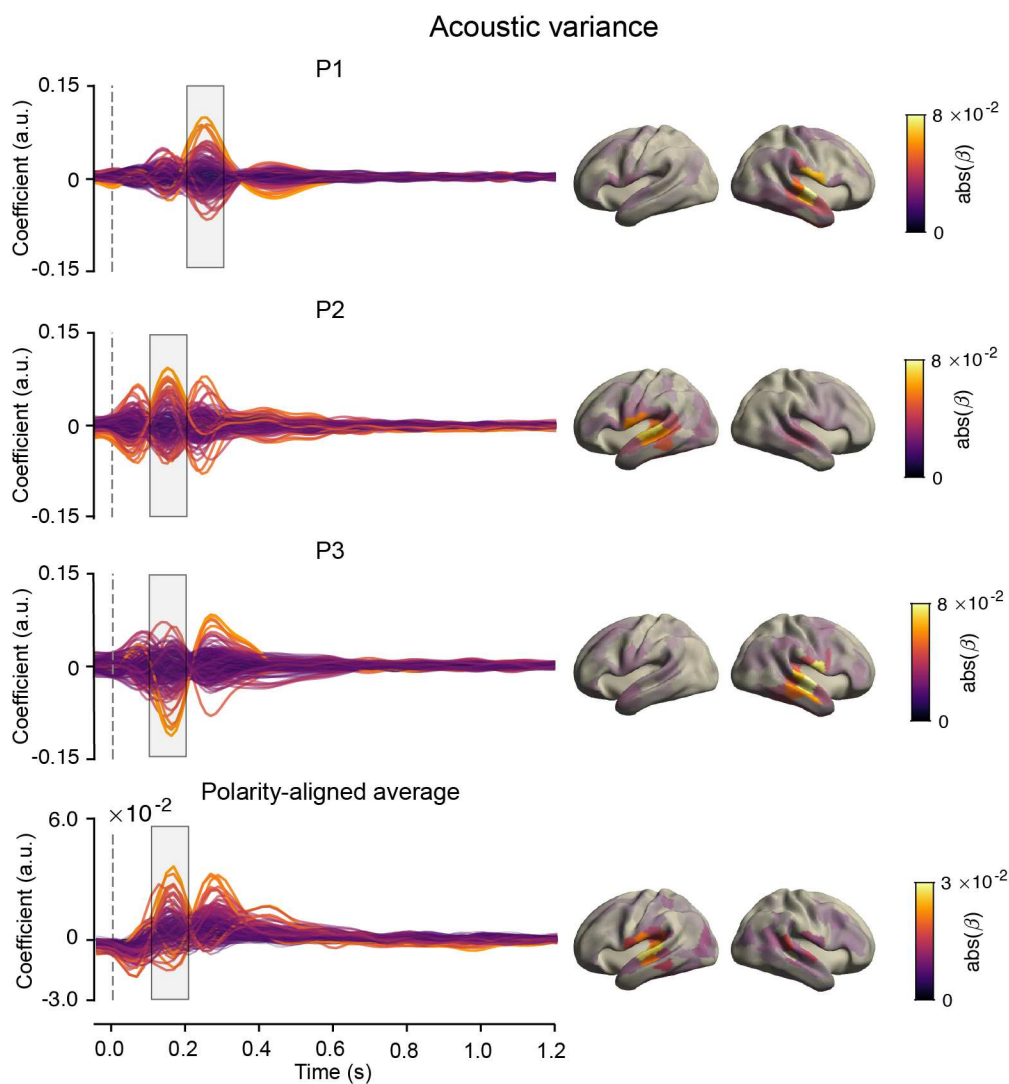 Acoustic variance
P1
0.15
0
-0.15
Coefficient (a.u.)
8 ×10-2
0
abs(β)
P2
0.15
0
-0.15
Coefficient (a.u.)
8 ×10-2
0
abs(β)
P3
0.15
0
-0.15
Coefficient (a.u.)
8 ×10-2
0
abs(β)
Polarity-aligned average
6.0 ×10-2
0
-3.0
Coefficient (a.u.)
3 ×10-2
0
abs(β)
0.0 0.2 0.4 0.6 0.8 1.0 1.2
Time (s)